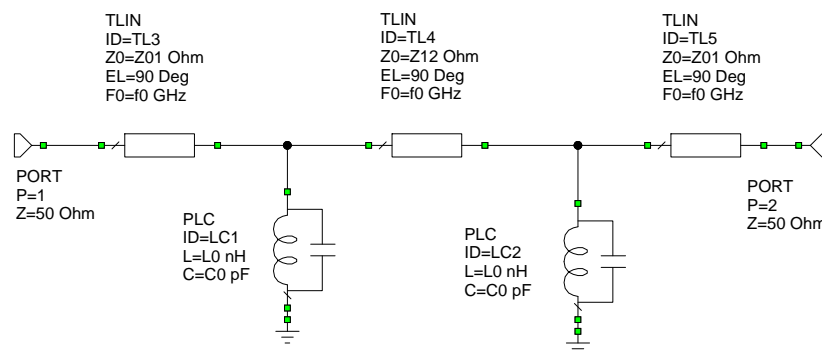 TLIN
ID=TL3
Z0=Z01 Ohm
EL=90 Deg
F0=f0 GHz
TLIN
ID=TL4
Z0=Z12 Ohm
EL=90 Deg
F0=f0 GHz
TLIN
ID=TL5
Z0=Z01 Ohm
EL=90 Deg
F0=f0 GHz
PORT
P=1
Z=50 Ohm
PLC
ID=LC1
L=L0 nH
C=C0 pF
PLC
ID=LC2
L=L0 nH
C=C0 pF
PORT
P=2
Z=50 Ohm